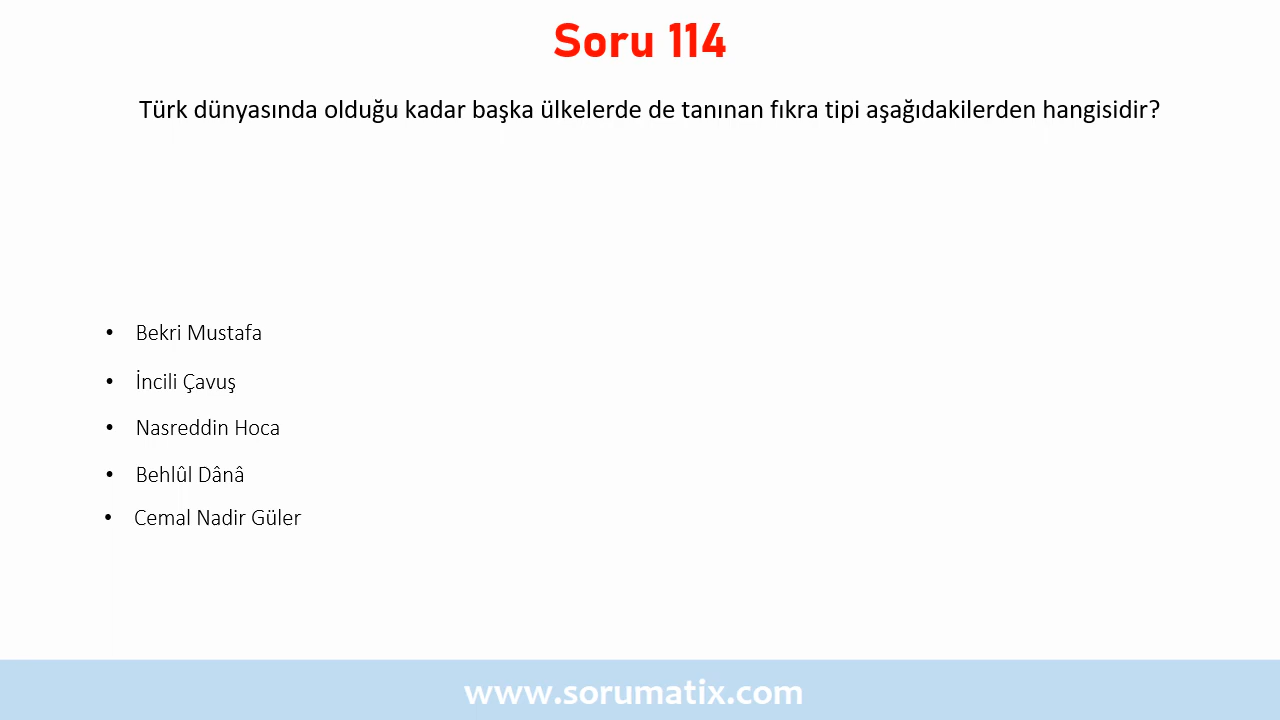 Soru 114
Türk dünyasında olduğu kadar başka ülkelerde de tanınan fıkra tipi aşağıdakilerden hangisidir?
• Bekri Mustafa
• İncili Çavuş
• Nasreddin Hoca
• Behlûl Dânâ
• Cemal Nadir Güler
www.sorumatix.com